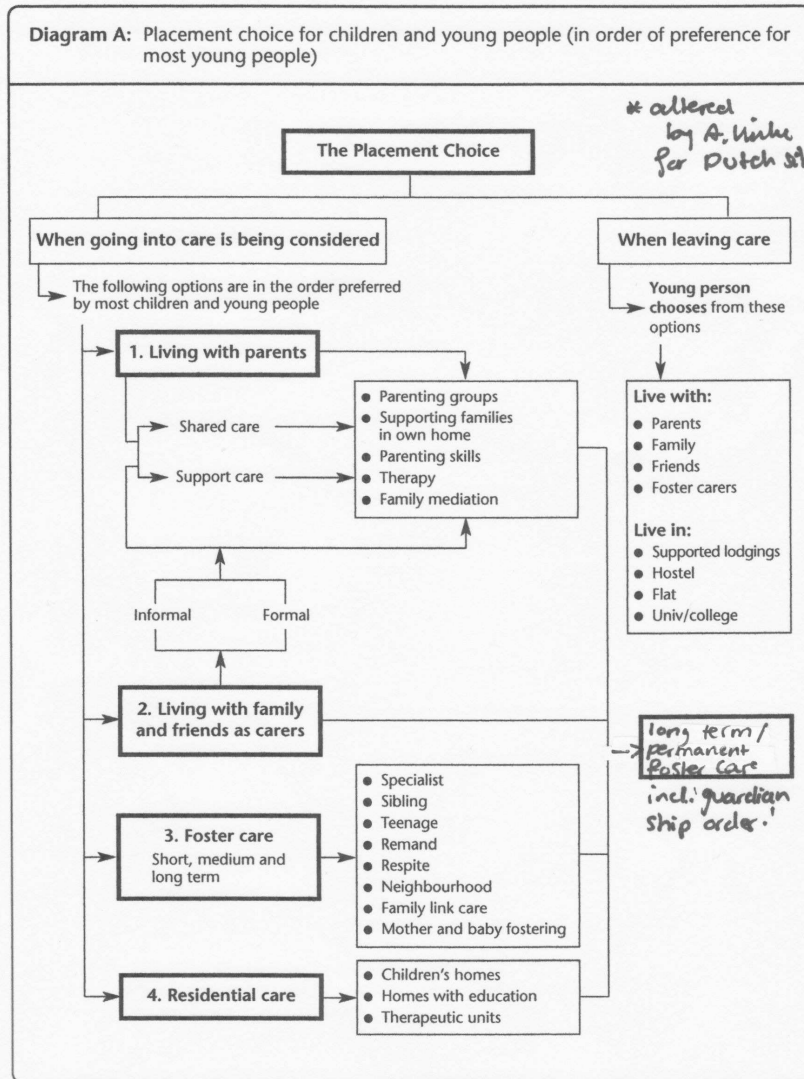 Diagram A: Placement choice for children and young people (in order of preference for
most young people)
* altered
by A.
for Dutch
The Placement Choice
When going into care is being considered
The following options are in the order preferred
by most children and young people
1. Living with parents
Shared care
Support care
● Parenting groups
● Supporting families
in own home
● Parenting skills
● Therapy
● Family mediation
Informal
Formal
2. Living with family
and friends as carers
3. Foster care
Short, medium and
long term
● Specialist
● Sibling
● Teenage
● Remand
● Respite
● Neighbourhood
● Family link care
● Mother and baby fostering
4. Residential care
● Children's homes
● Homes with education
● Therapeutic units
When leaving care
Young person
chooses from these
options
Live with:
● Parents
● Family
● Friends
● Foster carers
Live in:
● Supported lodgings
● Hostel
● Flat
● Univ/college
long term/
permanent
foster care
incl. 'guardian
ship order.'